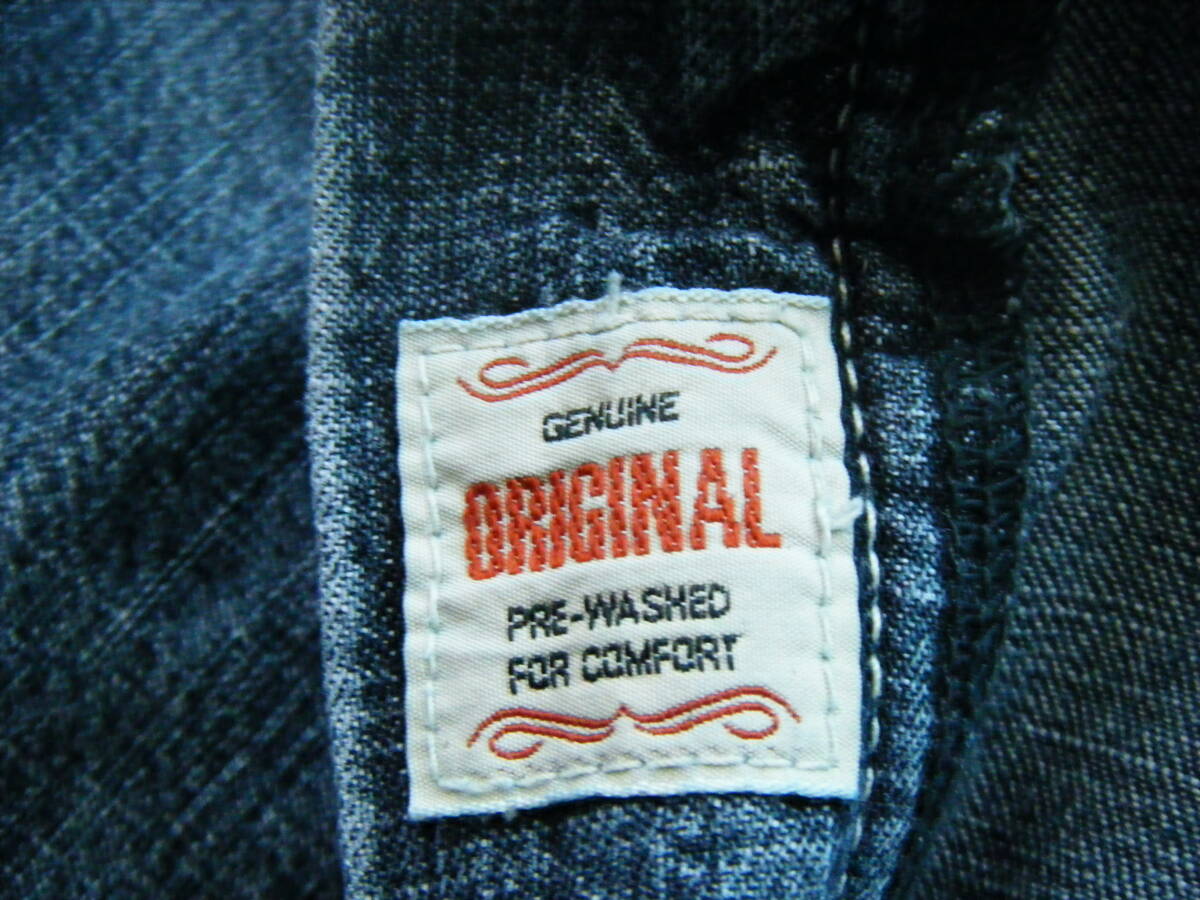 GENUINE
ORIGINAL
PRE-WASHED
FOR COMFORT